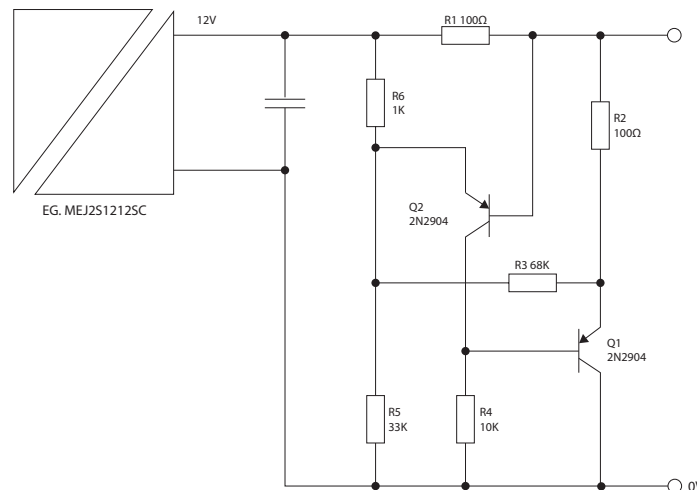 12V
R1 100Ω
R6
1K
R2
100Ω
EG. MEJ2S1212SC
Q2
2N2904
R3 68K
Q1
2N2904
R5
33K
R4
10K